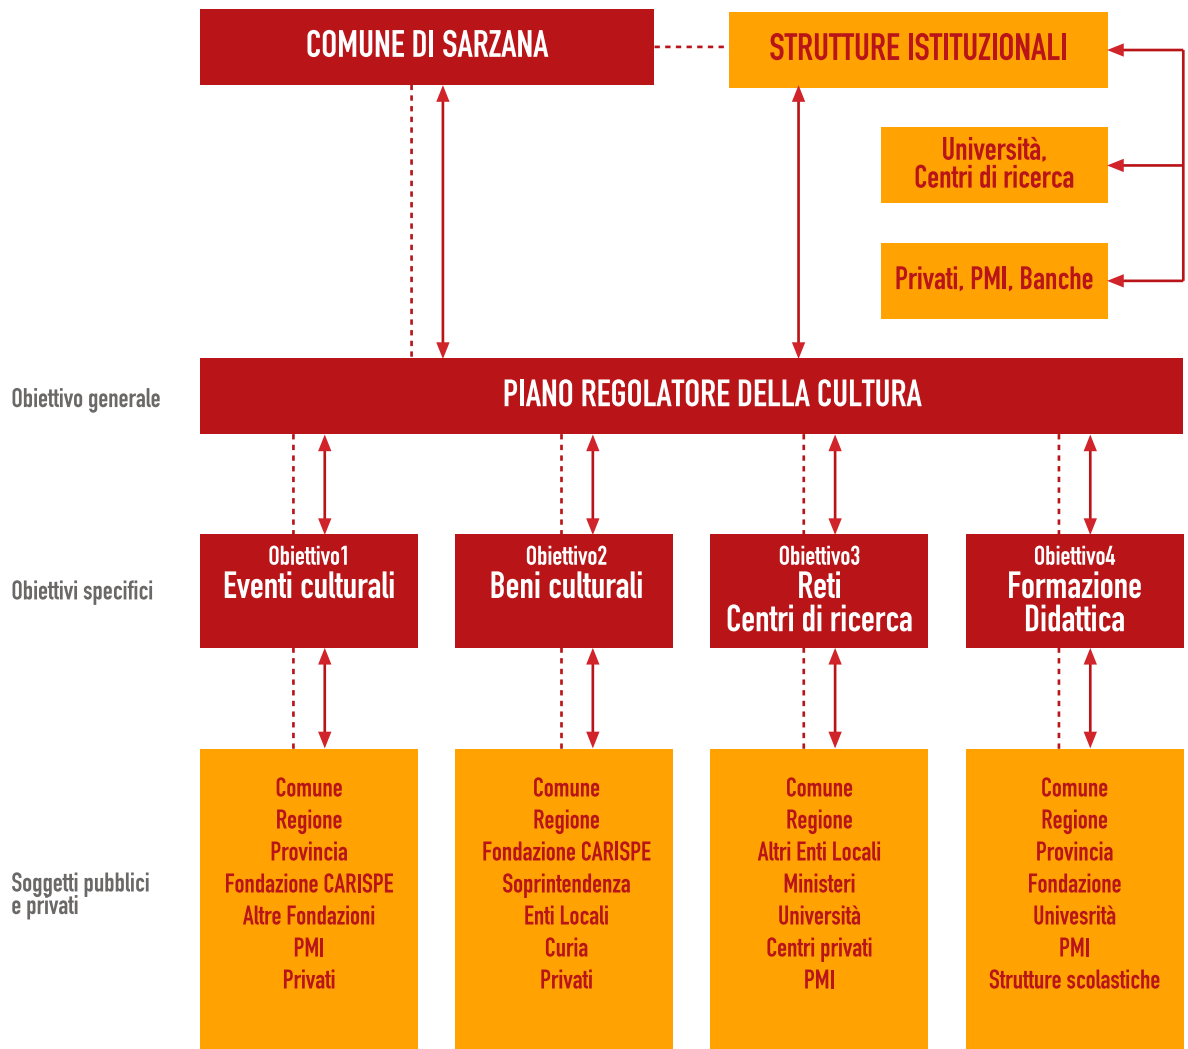 COMUNE DI SARZANA
STRUTTURE ISTITUZIONALI
Università,
Centri di ricerca
Privati, PMI, Banche
Obiettivo generale
PIANO REGOLATORE DELLA CULTURA
Obiettivi specifici
Obiettivo1
Eventi culturali
Obiettivo2
Beni culturali
Obiettivo3
Reti
Centri di ricerca
Obiettivo4
Formazione
Didattica
Soggetti pubblici
e privati
Comune
Regione
Provincia
Fondazione CARISPE
Altre Fondazioni
PMI
Privati
Comune
Regione
Fondazione CARISPE
Soprintendenza
Enti Locali
Curia
Privati
Comune
Regione
Altri Enti Locali
Ministeri
Università
Centri privati
PMI
Comune
Regione
Provincia
Fondazione
Univesrità
PMI
Strutture scolastiche